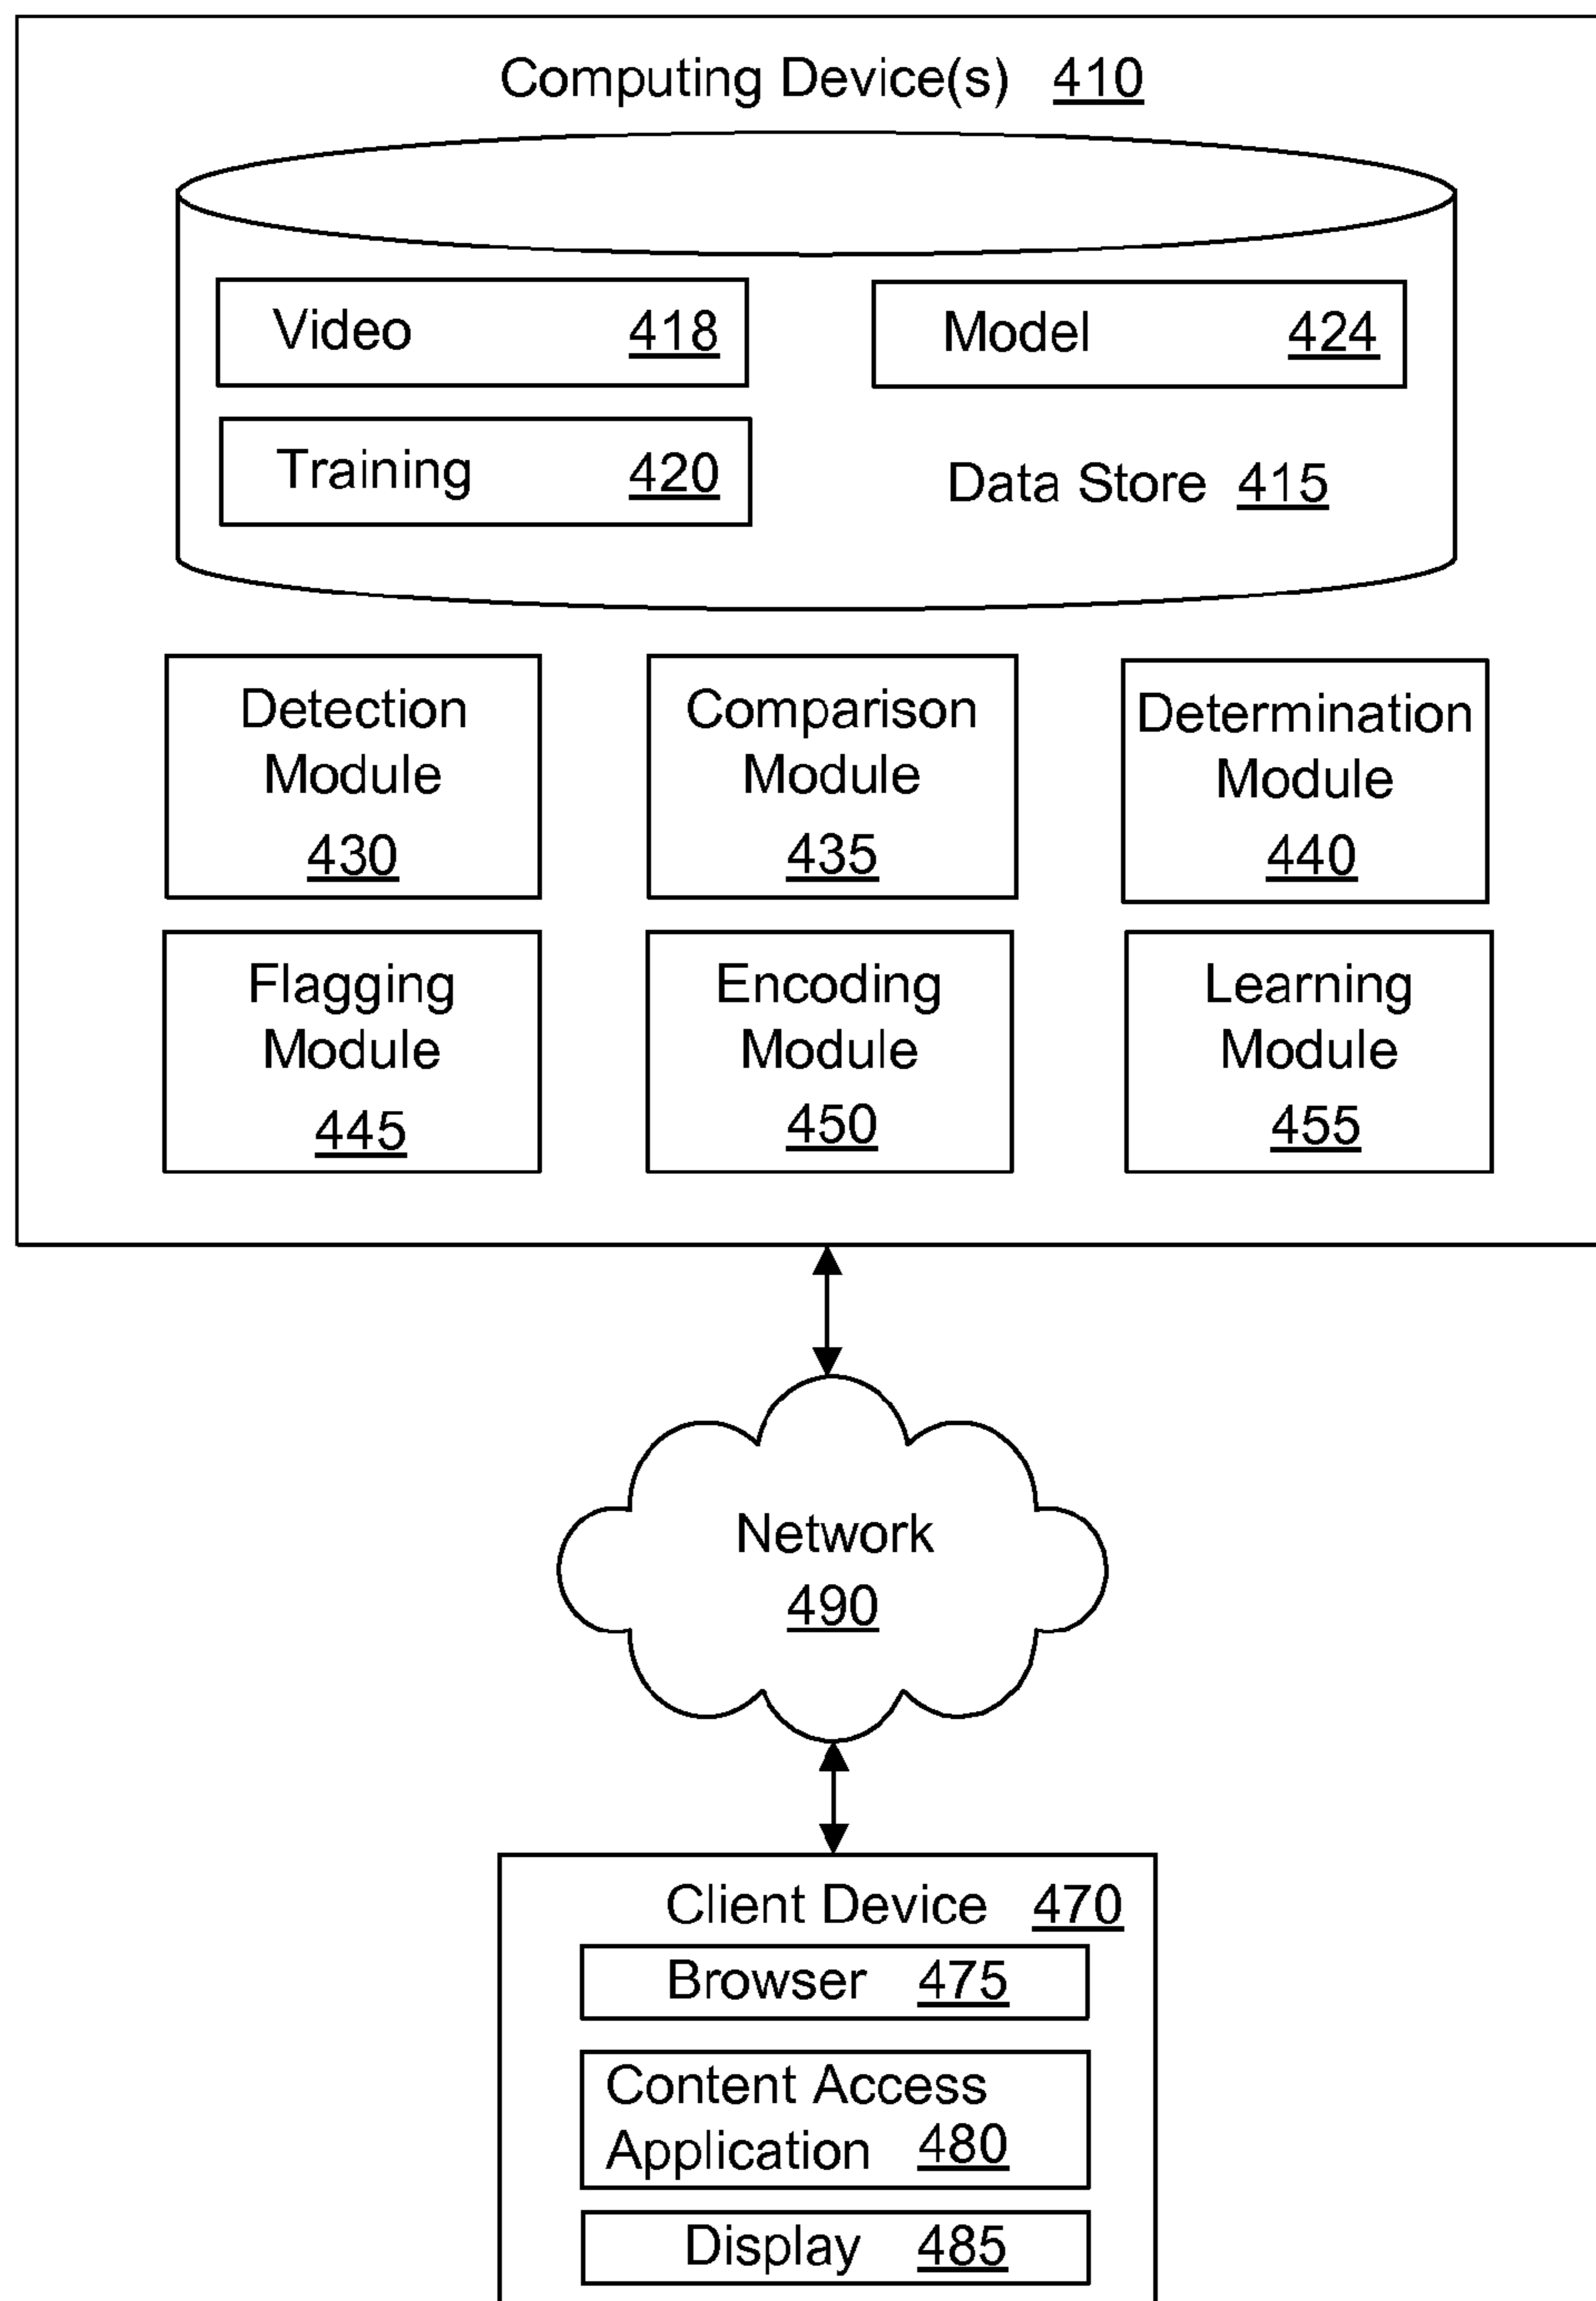 Computing Device(s) 410
Video 418
Model 424
Training 420
Data Store 415
Detection
Module
430
Comparison
Module
435
Determination
Module
440
Flagging
Module
445
Encoding
Module
450
Learning
Module
455
Network
490
Client Device 470
Browser 475
Content Access
Application 480
Display 485